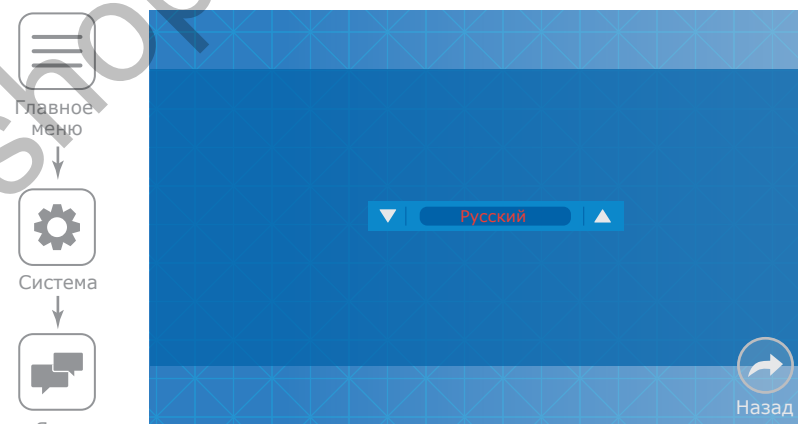 Главное
меню
Система
Русский
Назад